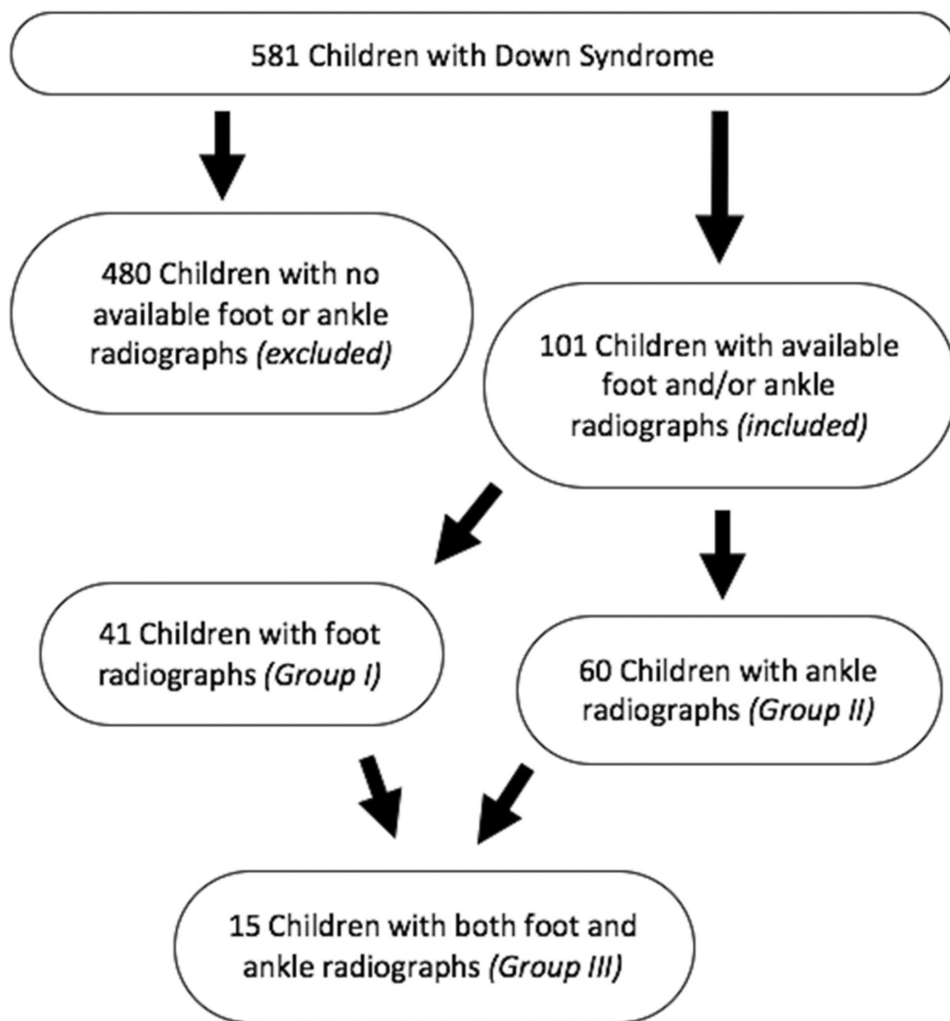 581 Children with Down Syndrome
480 Children with no
available foot or ankle
radiographs (excluded)
101 Children with available
foot and/or ankle
radiographs (included)
41 Children with foot
radiographs (Group I)
60 Children with ankle
radiographs (Group II)
15 Children with both foot and
ankle radiographs (Group III)